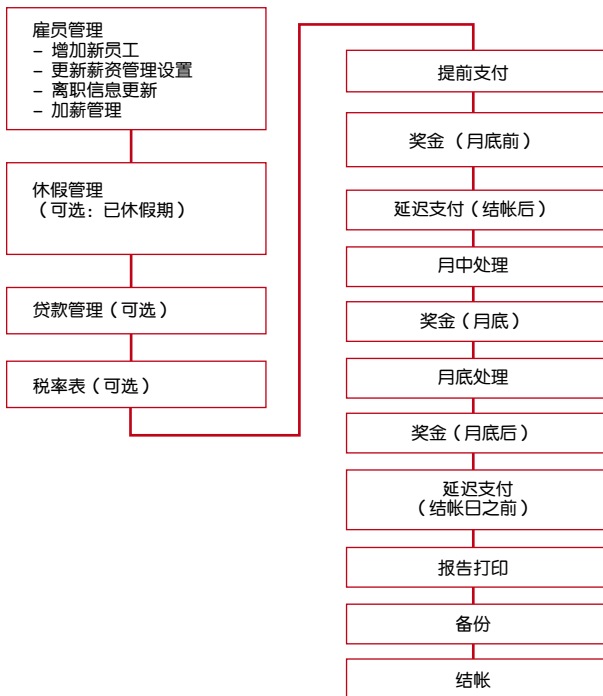 雇员管理
– 增加新员工
– 更新薪资管理设置
– 离职信息更新
– 加薪管理
休假管理
（可选：已休假期）
贷款管理（可选）
税率表（可选）
提前支付
奖金（月底前）
延迟支付（结帐后）
月中处理
奖金（月底）
月底处理
奖金（月底后）
延迟支付
（结帐日之前）
报告打印
备份
结帐